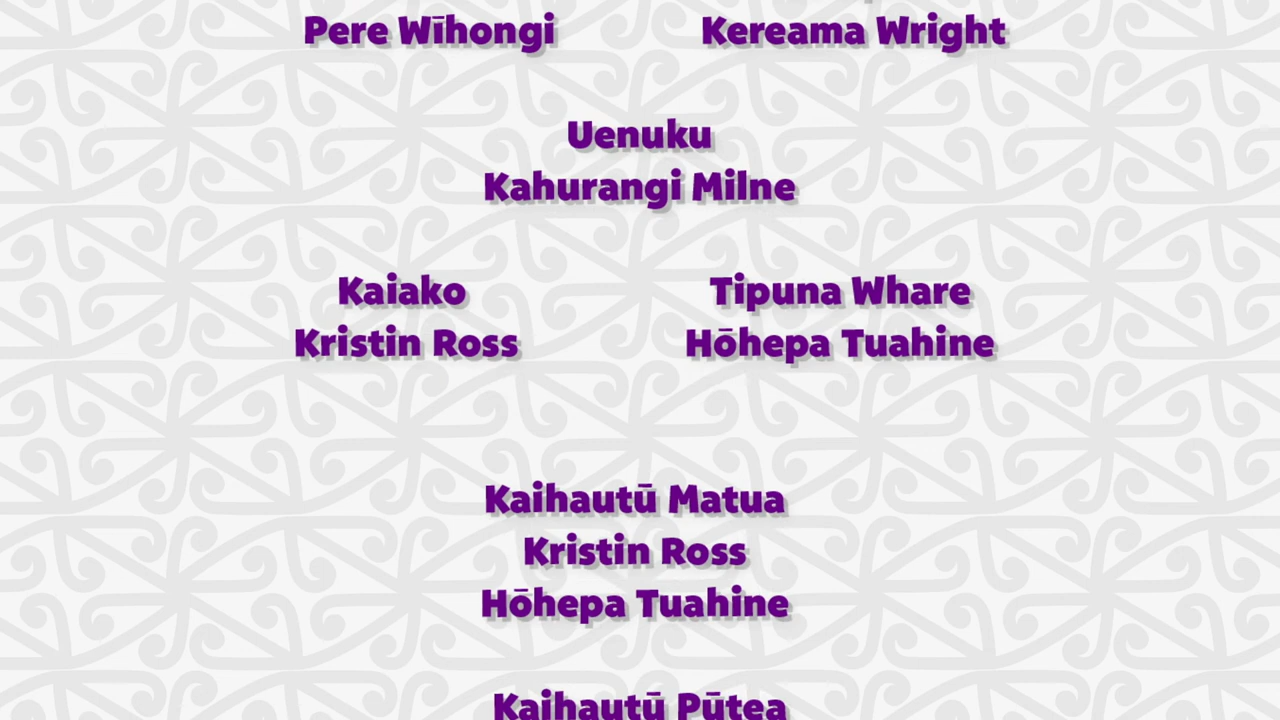 Pere Wīhongi Kereama Wright
Uenuku
Kahurangi Milne
Kaiako Tipuna Whare
Kristin Ross Hōhepa Tuahine
Kaihautū Matua
Kristin Ross
Hōhepa Tuahine
Kaihautū Pūtea